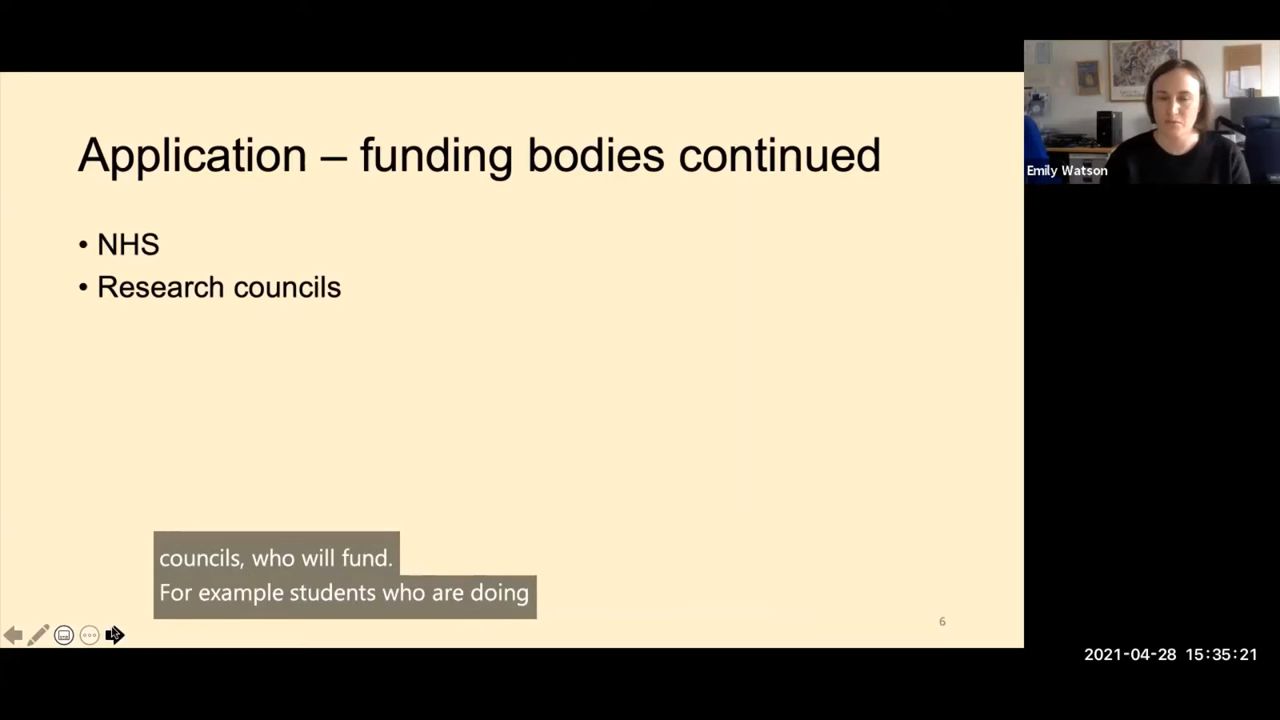 Application – funding bodies continued
• NHS
• Research councils
councils, who will fund.
For example students who are doing
6
Emily Watson
2021-04-28 15:35:21